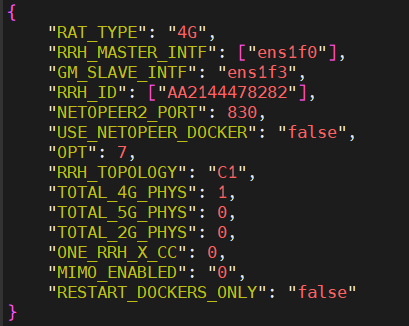 {
"RAT_TYPE": "4G",
"RRH_MASTER_INTF": ["ens1f0"],
"GM_SLAVE_INTF": "ens1f3",
"RRH_ID": ["AA2144478282"],
"NETOPEER2_PORT": 830,
"USE_NETOPEER_DOCKER": "false",
"OPT": 7,
"RRH_TOPOLOGY": "C1",
"TOTAL_4G_PHYS": 1,
"TOTAL_5G_PHYS": 0,
"TOTAL_2G_PHYS": 0,
"ONE_RRH_X_CC": 0,
"MIMO_ENABLED": "0",
"RESTART_DOCKERS_ONLY": "false"
}